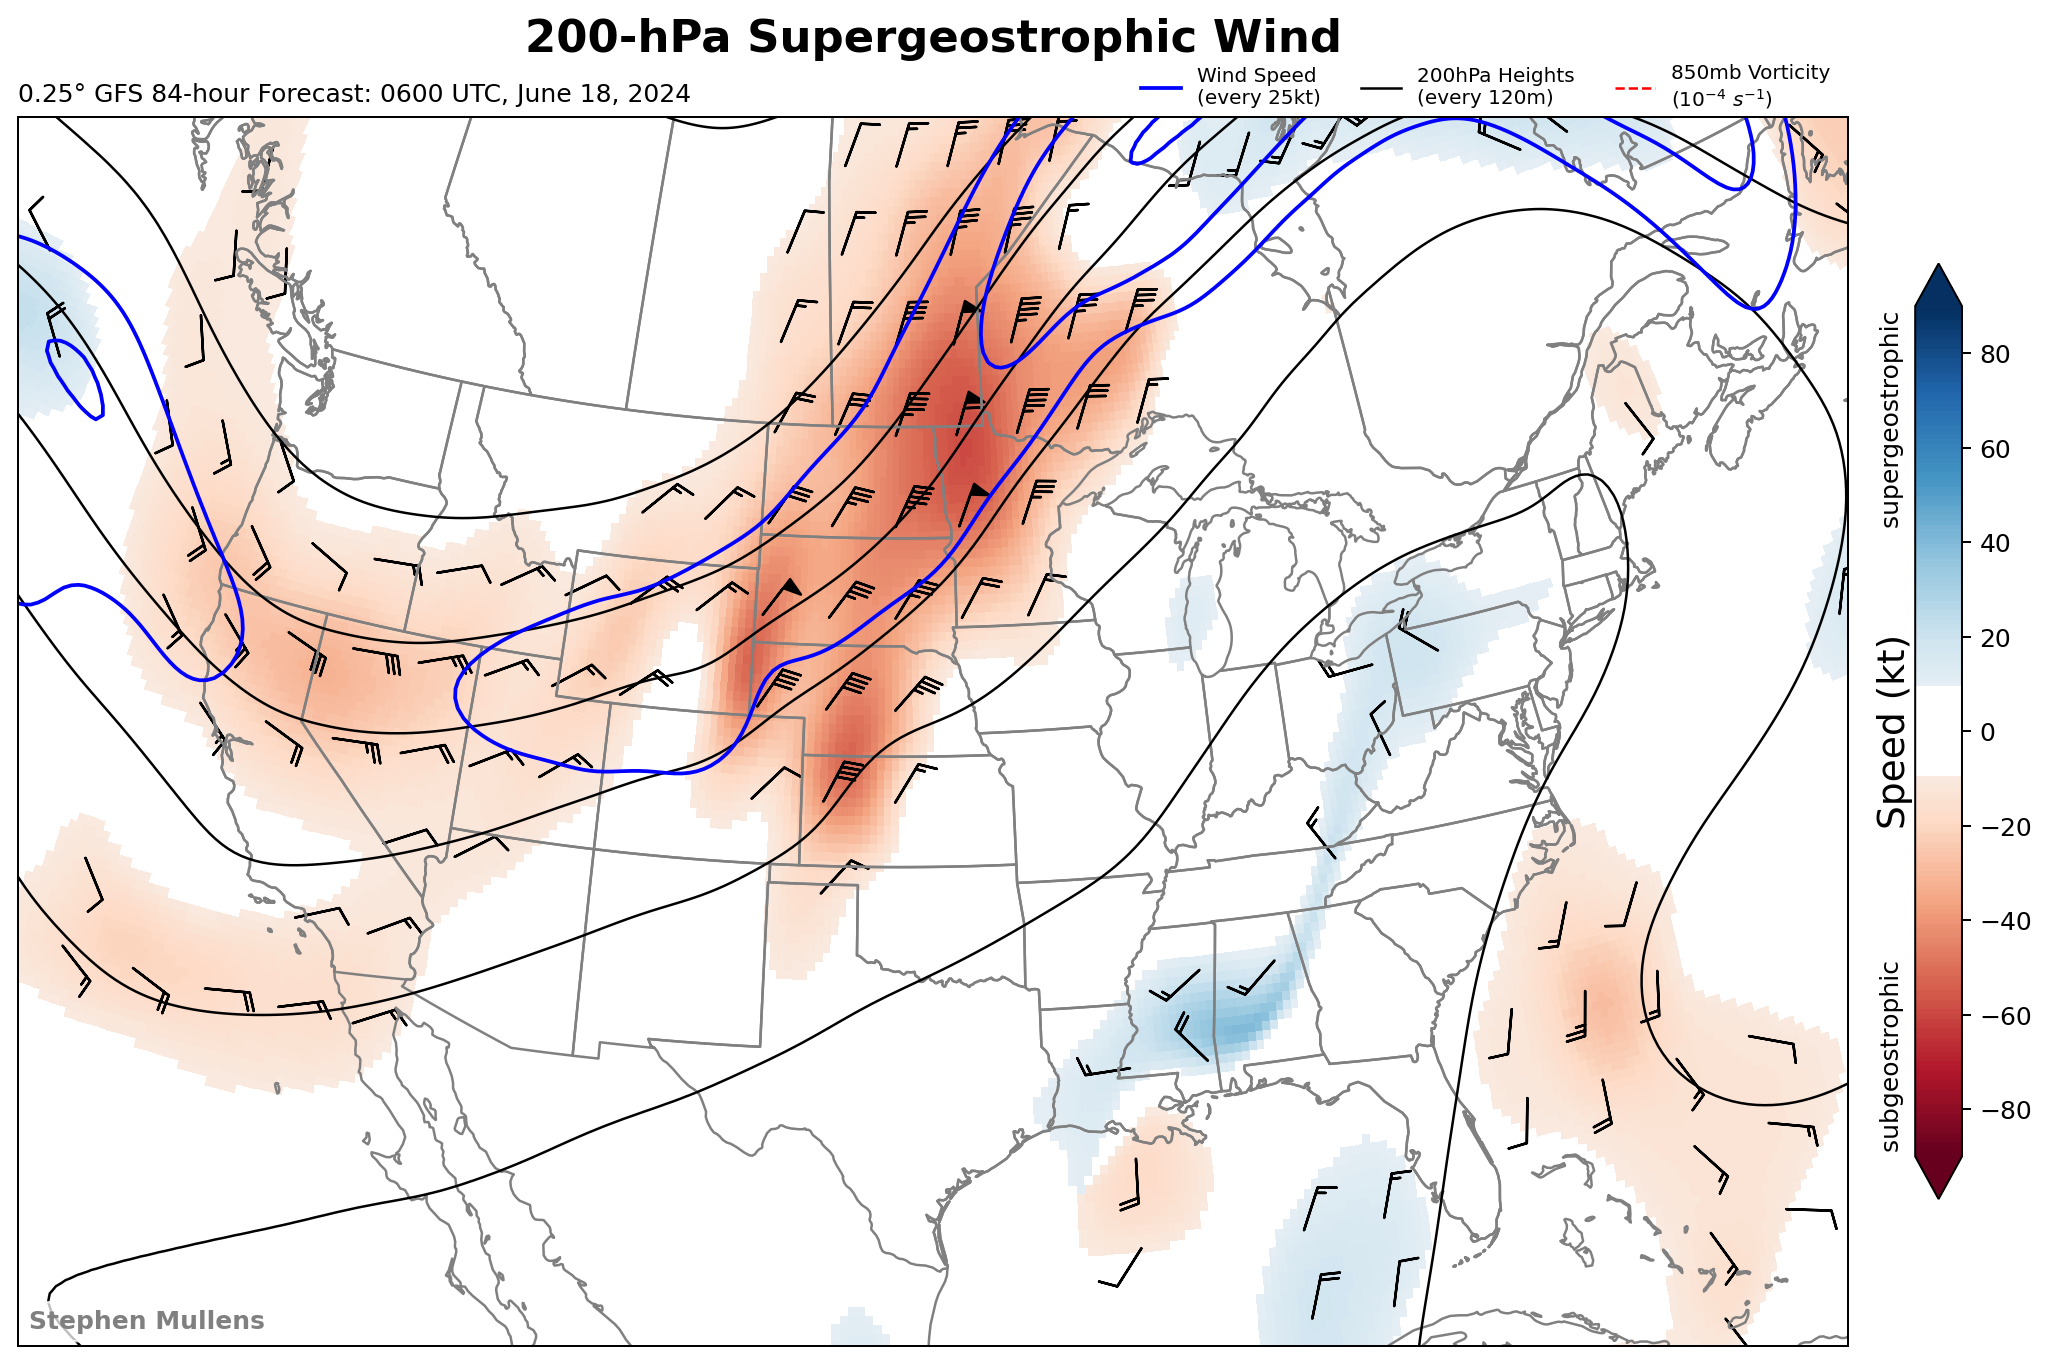 200-hPa Supergeostrophic Wind
0.25° GFS 84-hour Forecast: 0600 UTC, June 18, 2024
Wind Speed
(every 25kt)
200hPa Heights
(every 120m)
850mb Vorticity
(10⁻⁴ s⁻¹)
supergeostrophic
subgeostrophic
Speed (kt)
80
60
40
20
0
−20
−40
−60
−80
Stephen Mullens